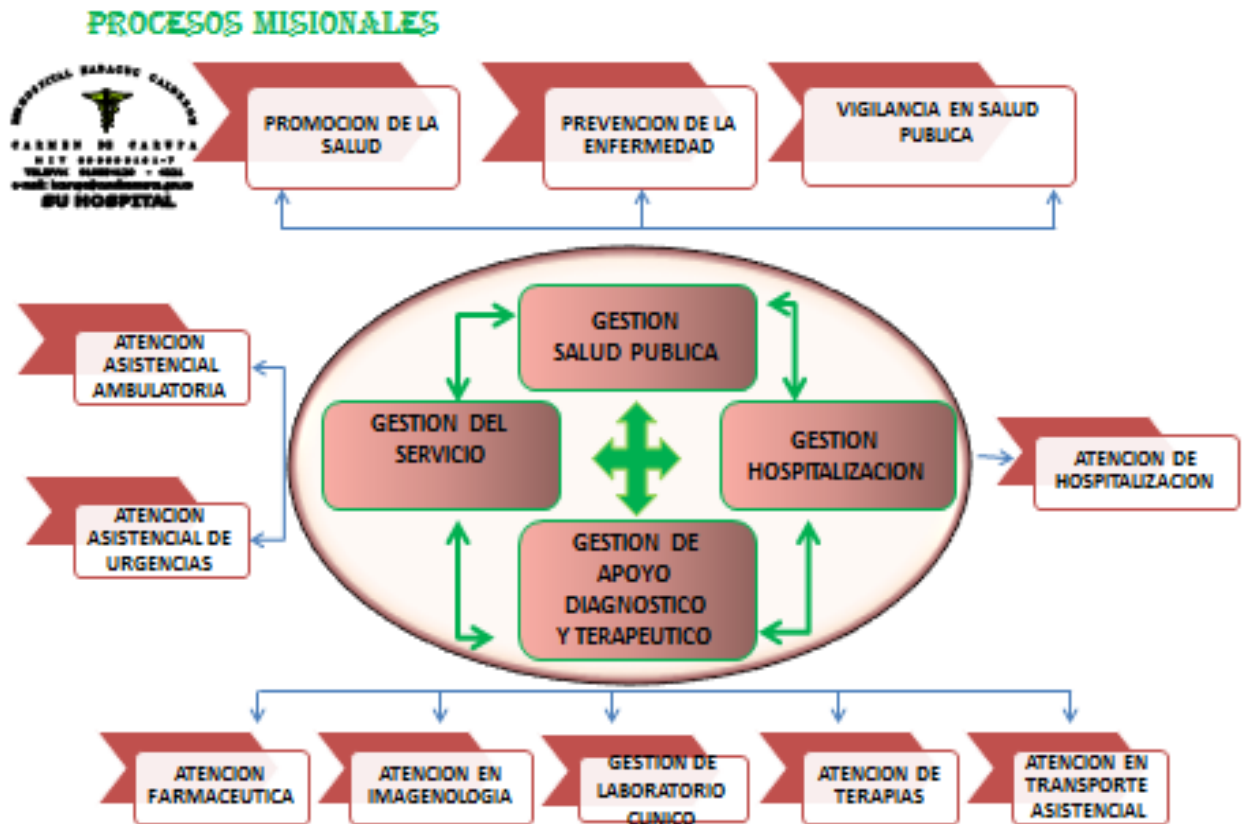 PROCESOS MISIONALES
CALDERON
CARMEN DE CARUPA
SU HOSPITAL
PROMOCION DE LA
SALUD
PREVENCION DE LA
ENFERMEDAD
VIGILANCIA EN SALUD
PUBLICA
GESTION
SALUD PUBLICA
ATENCION
ASISTENCIAL
AMBULATORIA
GESTION DEL
SERVICIO
GESTION
HOSPITALIZACION
ATENCION DE
HOSPITALIZACION
ATENCION
ASISTENCIAL DE
URGENCIAS
GESTION DE
APOYO
DIAGNOSTICO
Y TERAPEUTICO
ATENCION
FARMACEUTICA
ATENCION EN
IMAGENOLOGIA
GESTION DE
LABORATORIO
CLINICO
ATENCION DE
TERAPIAS
ATENCION EN
TRANSPORTE
ASISTENCIAL